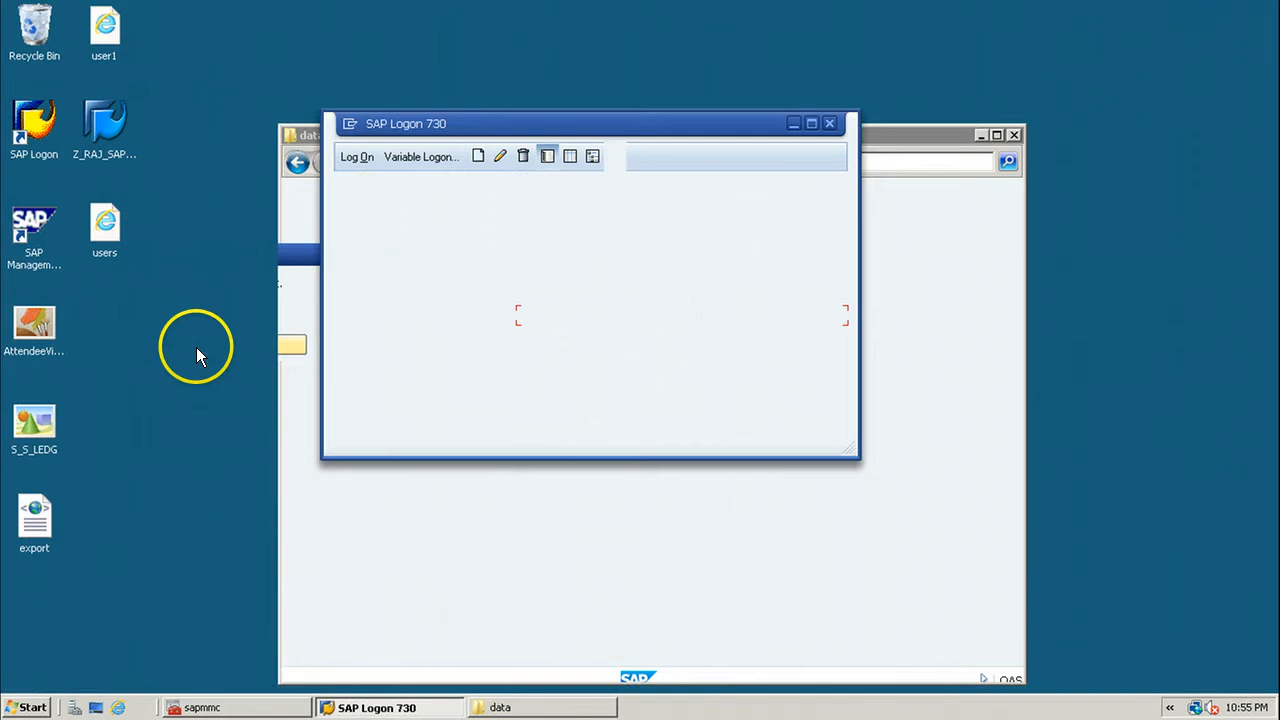 Recycle Bin
user1
SAP Logon
Z_RAJ_SAP...
SAP
Managem...
users
AttendeeVi...
S_S_LEDG
export
data
SAP Logon 730
Log On
Variable Logon...
SAP
QAS
Start
sapmmc
SAP Logon 730
data
10:55 PM